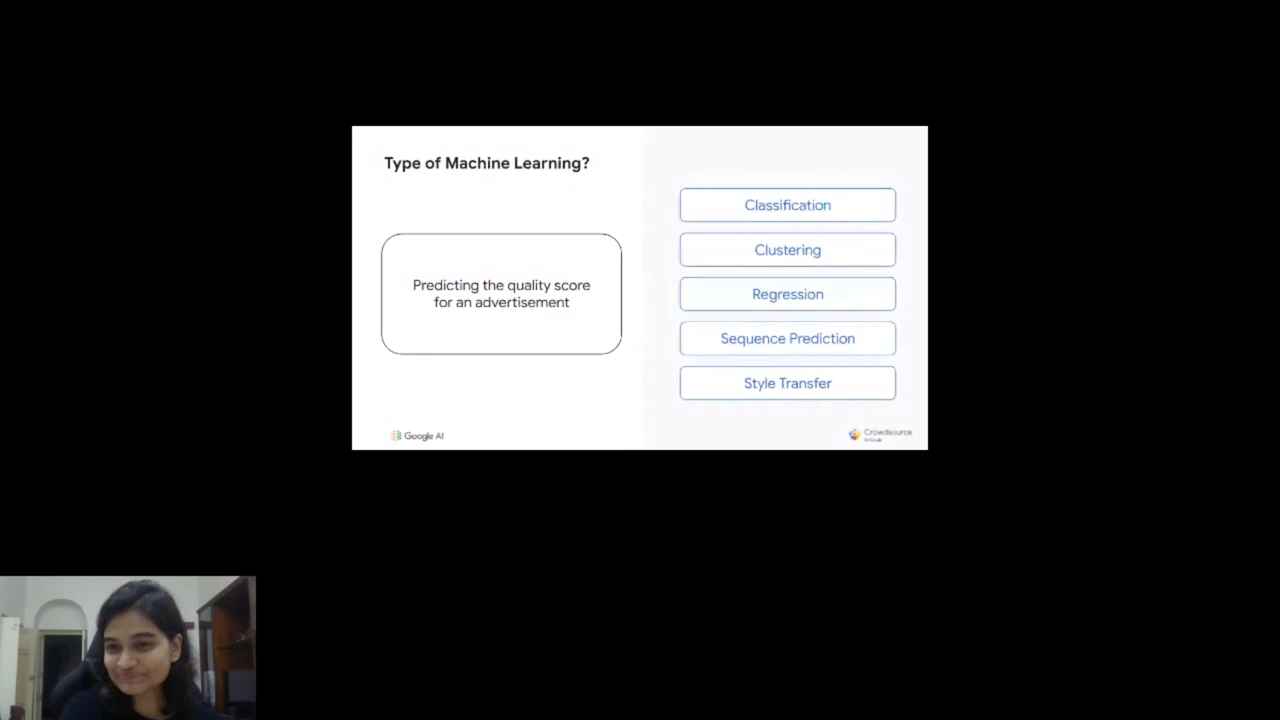 Type of Machine Learning?
Predicting the quality score
for an advertisement
Classification
Clustering
Regression
Sequence Prediction
Style Transfer
Google AI
Crowdsource